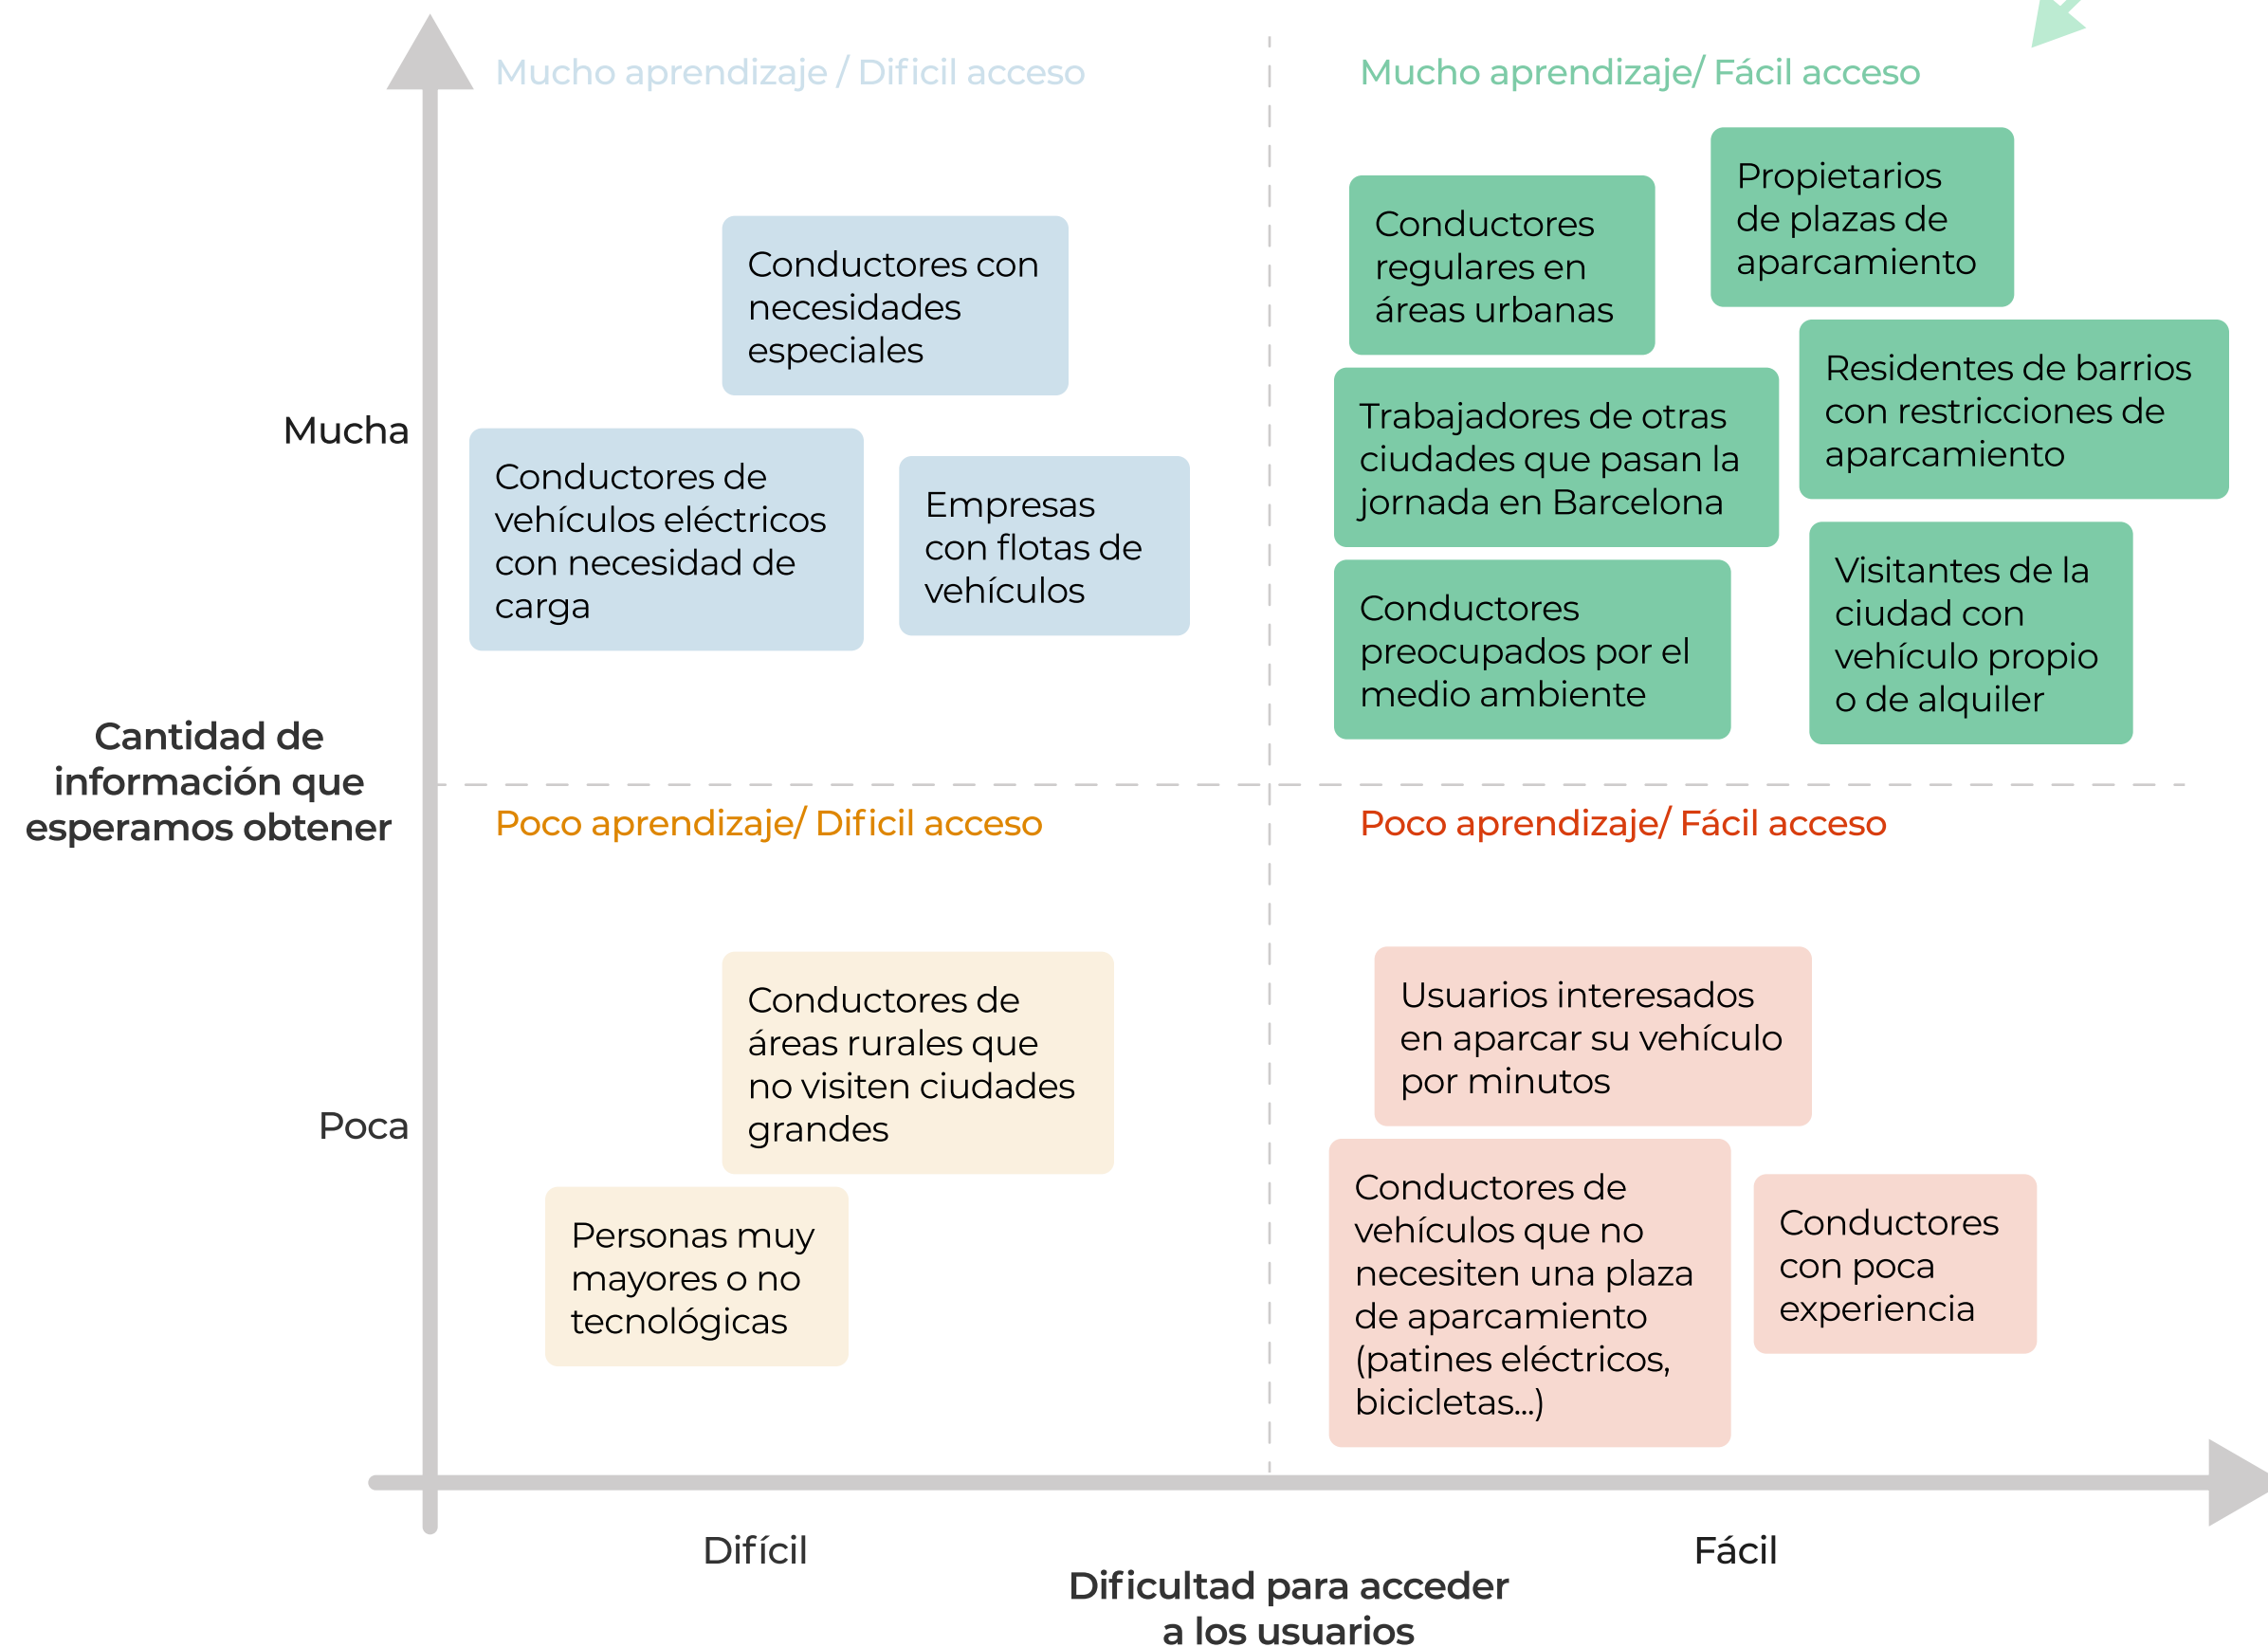 Mucho aprendizaje / Dificil acceso
Mucho aprendizaje/ Fácil acceso
Conductores con
necesidades
especiales
Conductores de
vehículos eléctricos
con necesidad de
carga
Empresas
con flotas de
vehículos
Conductores
regulares en
áreas urbanas
Propietarios
de plazas de
aparcamiento
Trabajadores de otras
ciudades que pasan la
jornada en Barcelona
Residentes de barrios
con restricciones de
aparcamiento
Conductores
preocupados por el
medio ambiente
Visitantes de la
ciudad con
vehículo propio
o de alquiler
Mucha
Cantidad de
información que
esperamos obtener
Poca
Poco aprendizaje/ Dificil acceso
Poco aprendizaje/ Fácil acceso
Conductores de
áreas rurales que
no visiten ciudades
grandes
Personas muy
mayores o no
tecnológicas
Usuarios interesados
en aparcar su vehículo
por minutos
Conductores de
vehículos que no
necesiten una plaza
de aparcamiento
(patines eléctricos,
bicicletas...)
Conductores
con poca
experiencia
Difícil
Fácil
Dificultad para acceder
a los usuarios